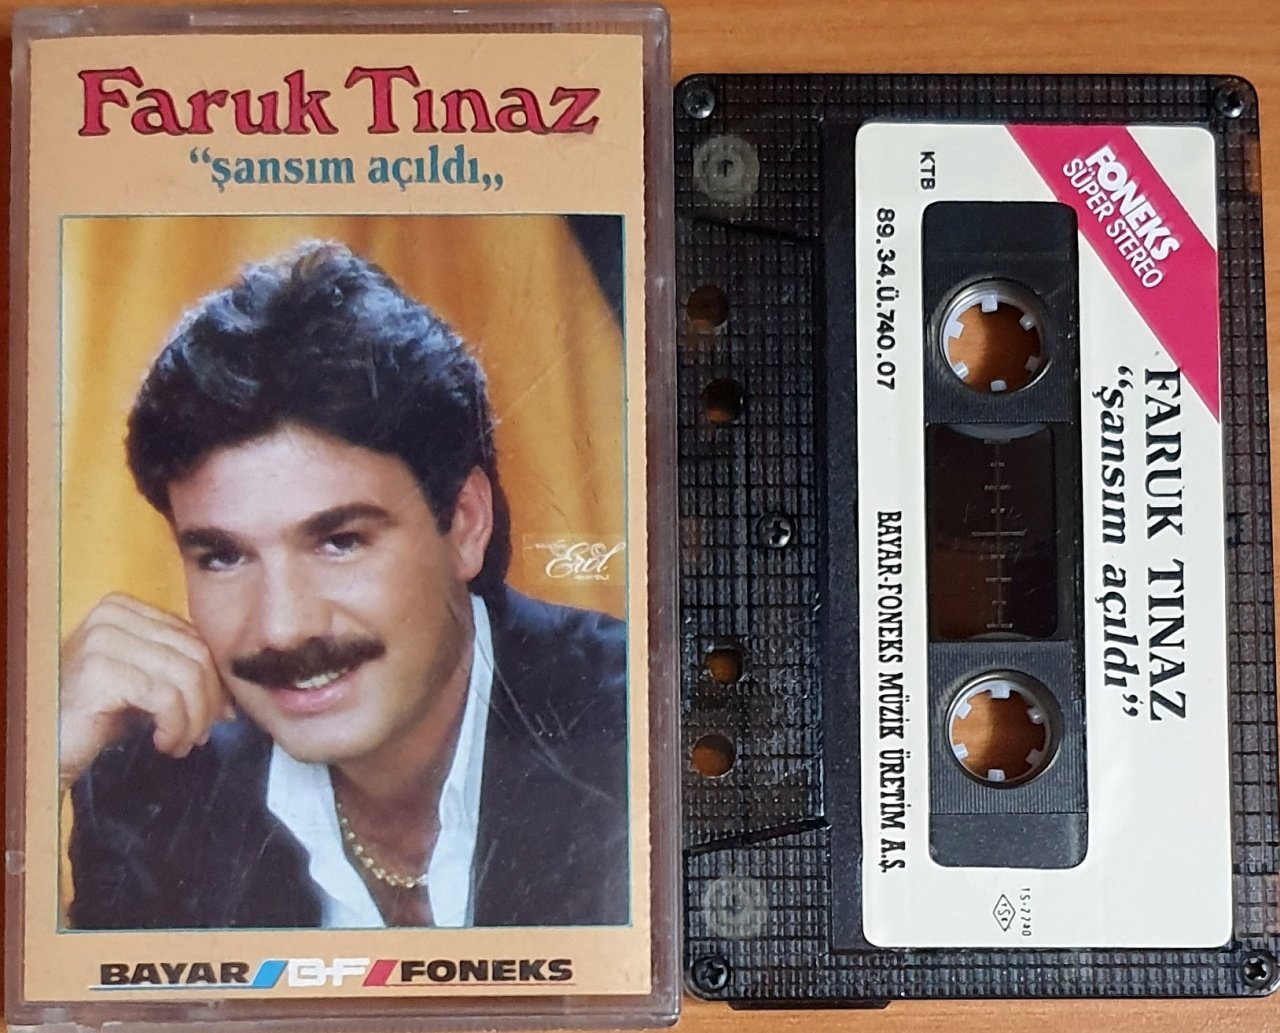 Faruk Tınaz
“şansım açıldı„
Erol
BAYAR B-F FONEKS
FONEKS
SÜPER STEREO
FARUK TINAZ
“şansım açıldı”
KTB
89.34.Ü.740.07
BAYAR-FONEKS MÜZİK ÜRETİM A.Ş.
TSE